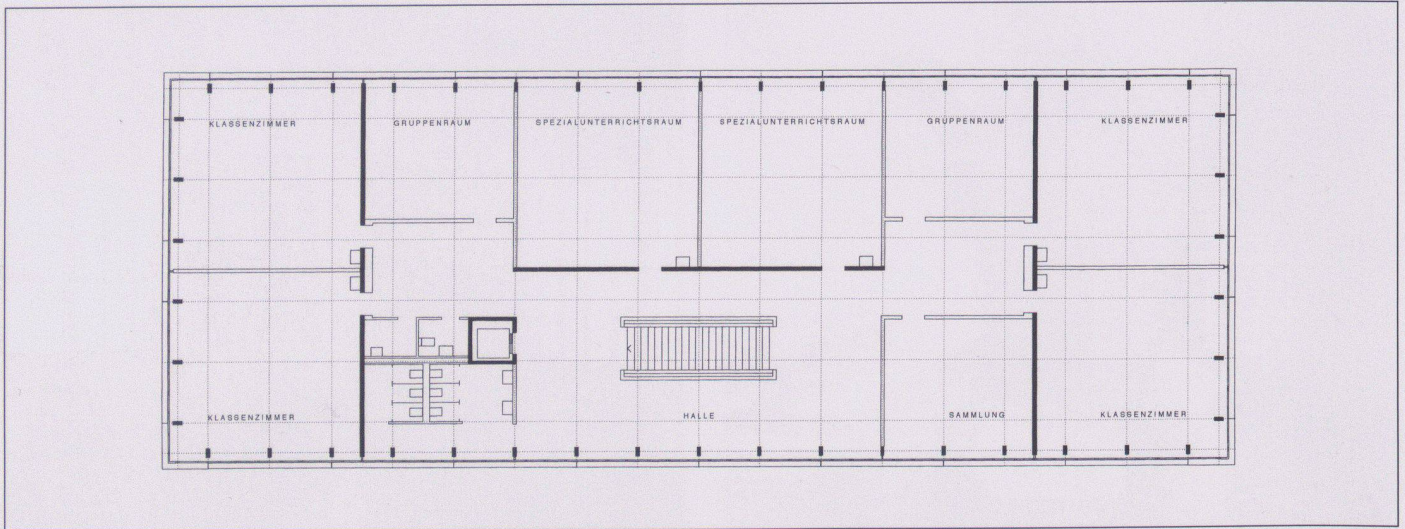 KLASSENZIMMER
GRUPPENRAUM
SPEZIALUNTERRICHTSRAUM
SPEZIALUNTERRICHTSRAUM
GRUPPENRAUM
KLASSENZIMMER
KLASSENZIMMER
HALLE
SAMMLUNG
KLASSENZIMMER